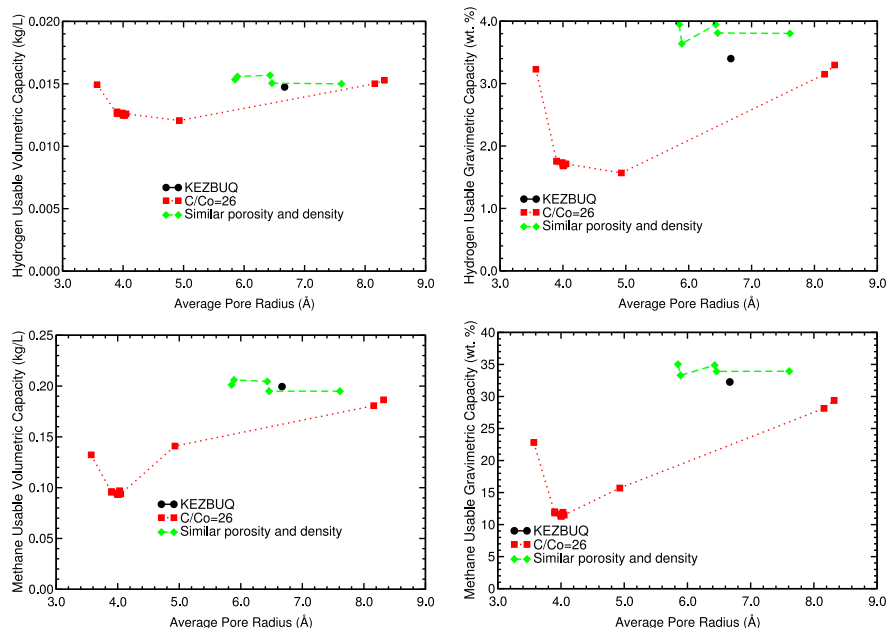 Hydrogen Usable Volumetric Capacity (kg/L)
0.020
0.015
0.010
0.005
0.000
KEZBUQ
C/Co=26
Similar porosity and density
3.0 4.0 5.0 6.0 7.0 8.0 9.0
Average Pore Radius (Å)
Hydrogen Usable Gravimetric Capacity (wt. %)
4.0
3.0
2.0
1.0
0.0
KEZBUQ
C/Co=26
Similar porosity and density
3.0 4.0 5.0 6.0 7.0 8.0 9.0
Average Pore Radius (Å)
Methane Usable Volumetric Capacity (kg/L)
0.25
0.20
0.15
0.10
0.05
0.00
KEZBUQ
C/Co=26
Similar porosity and density
3.0 4.0 5.0 6.0 7.0 8.0 9.0
Average Pore Radius (Å)
Methane Usable Gravimetric Capacity (wt. %)
40
35
30
25
20
15
10
5
0
KEZBUQ
C/Co=26
Similar porosity and density
3.0 4.0 5.0 6.0 7.0 8.0 9.0
Average Pore Radius (Å)